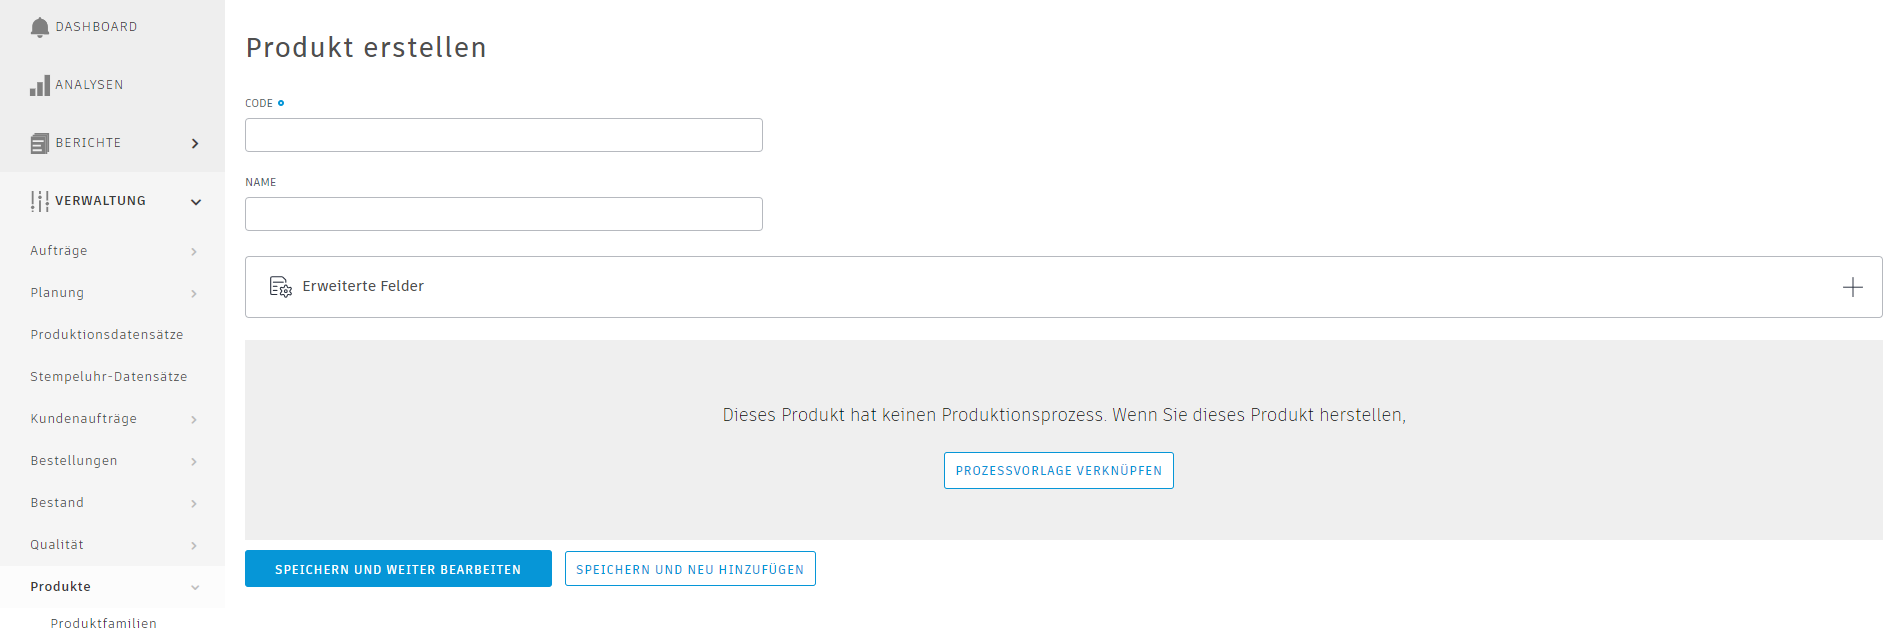 DASHBOARD
ANALYSEN
BERICHTE
VERWALTUNG
Aufträge
Planung
Produktionsdatensätze
Stempeluhr-Datensätze
Kundenaufträge
Bestellungen
Bestand
Qualität
Produkte
Produktfamilien
Produkt erstellen
CODE
NAME
Erweiterte Felder
Dieses Produkt hat keinen Produktionsprozess. Wenn Sie dieses Produkt herstellen,
PROZESSVORLAGE VERKNÜPFEN
SPEICHERN UND WEITER BEARBEITEN
SPEICHERN UND NEU HINZUFÜGEN